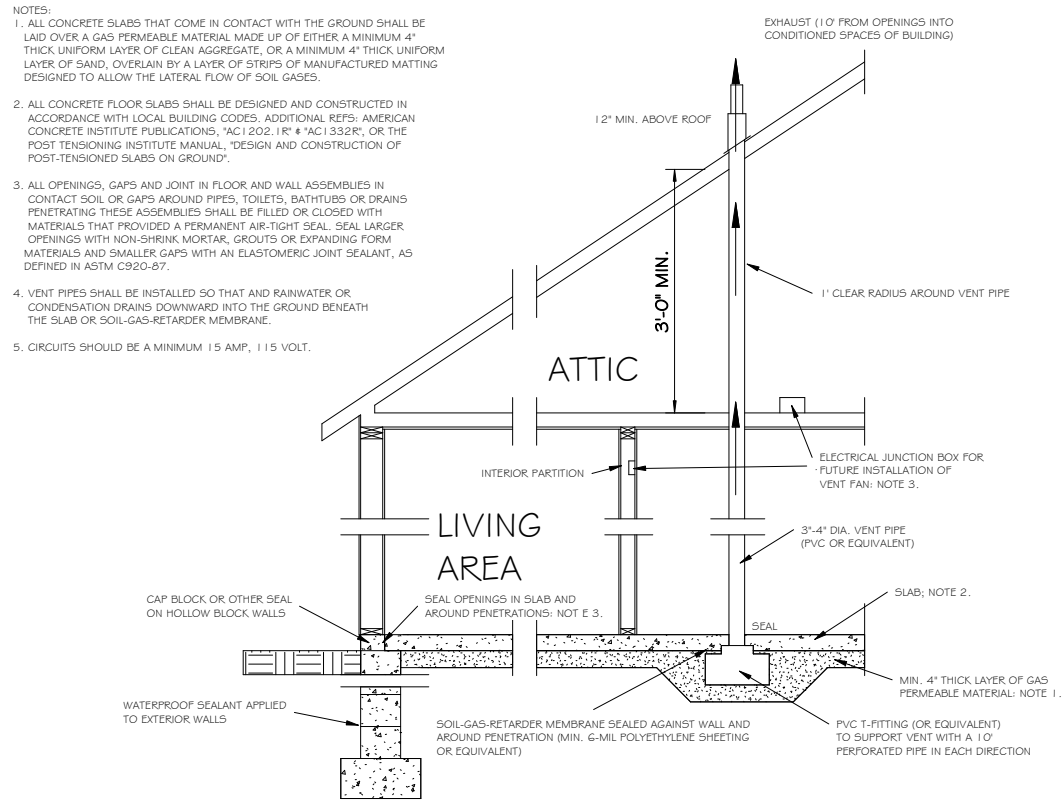 NOTES:
1. ALL CONCRETE SLABS THAT COME IN CONTACT WITH THE GROUND SHALL BE
LAID OVER A GAS PERMEABLE MATERIAL MADE UP OF EITHER A MINIMUM 4"
THICK UNIFORM LAYER OF CLEAN AGGREGATE, OR A MINIMUM 4" THICK UNIFORM
LAYER OF SAND, OVERLAIN BY A LAYER OF STRIPS OF MANUFACTURED MATTING
DESIGNED TO ALLOW THE LATERAL FLOW OF SOIL GASES.
2. ALL CONCRETE FLOOR SLABS SHALL BE DESIGNED AND CONSTRUCTED IN
ACCORDANCE WITH LOCAL BUILDING CODES. ADDITIONAL REFS: AMERICAN
CONCRETE INSTITUTE PUBLICATIONS, "AC1202.1R" & "AC1332R", OR THE
POST TENSIONING INSTITUTE MANUAL, "DESIGN AND CONSTRUCTION OF
POST-TENSIONED SLABS ON GROUND".
3. ALL OPENINGS, GAPS AND JOINT IN FLOOR AND WALL ASSEMBLIES IN
CONTACT SOIL OR GAPS AROUND PIPES, TOILETS, BATHTUBS OR DRAINS
PENETRATING THESE ASSEMBLIES SHALL BE FILLED OR CLOSED WITH
MATERIALS THAT PROVIDED A PERMANENT AIR-TIGHT SEAL. SEAL LARGER
OPENINGS WITH NON-SHRINK MORTAR, GROUTS OR EXPANDING FORM
MATERIALS AND SMALLER GAPS WITH AN ELASTOMERIC JOINT SEALANT, AS
DEFINED IN ASTM C920-87.
4. VENT PIPES SHALL BE INSTALLED SO THAT AND RAINWATER OR
CONDENSATION DRAINS DOWNWARD INTO THE GROUND BENEATH
THE SLAB OR SOIL-GAS-RETARDER MEMBRANE.
5. CIRCUITS SHOULD BE A MINIMUM 15 AMP, 115 VOLT.
EXHAUST (10' FROM OPENINGS INTO
CONDITIONED SPACES OF BUILDING)
12" MIN. ABOVE ROOF
3'-0" MIN.
1' CLEAR RADIUS AROUND VENT PIPE
ATTIC
INTERIOR PARTITION
ELECTRICAL JUNCTION BOX FOR
FUTURE INSTALLATION OF
VENT FAN: NOTE 3.
LIVING
AREA
3"-4" DIA. VENT PIPE
(PVC OR EQUIVALENT)
CAP BLOCK OR OTHER SEAL
ON HOLLOW BLOCK WALLS
SEAL OPENINGS IN SLAB AND
AROUND PENETRATIONS: NOT E 3.
SLAB; NOTE 2.
SEAL
MIN. 4" THICK LAYER OF GAS
PERMEABLE MATERIAL: NOTE 1.
WATERPROOF SEALANT APPLIED
TO EXTERIOR WALLS
SOIL-GAS-RETARDER MEMBRANE SEALED AGAINST WALL AND
AROUND PENETRATION (MIN. 6-MIL POLYETHYLENE SHEETING
OR EQUIVALENT)
PVC T-FITTING (OR EQUIVALENT)
TO SUPPORT VENT WITH A 10'
PERFORATED PIPE IN EACH DIRECTION